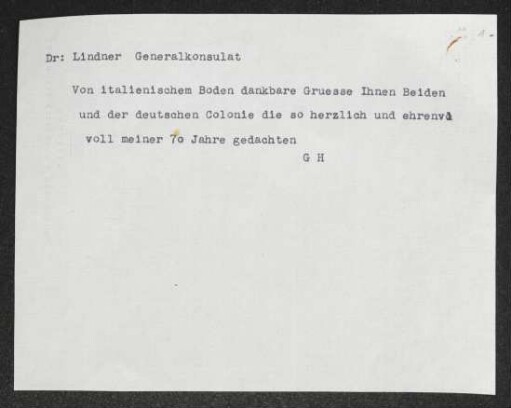 Dr: Lindner Generalkonsulat
Von italienischem Boden dankbare Gruesse Ihnen Beiden
und der deutschen Colonie die so herzlich und ehrenvå
voll meiner 7o Jahre gedachten
G H